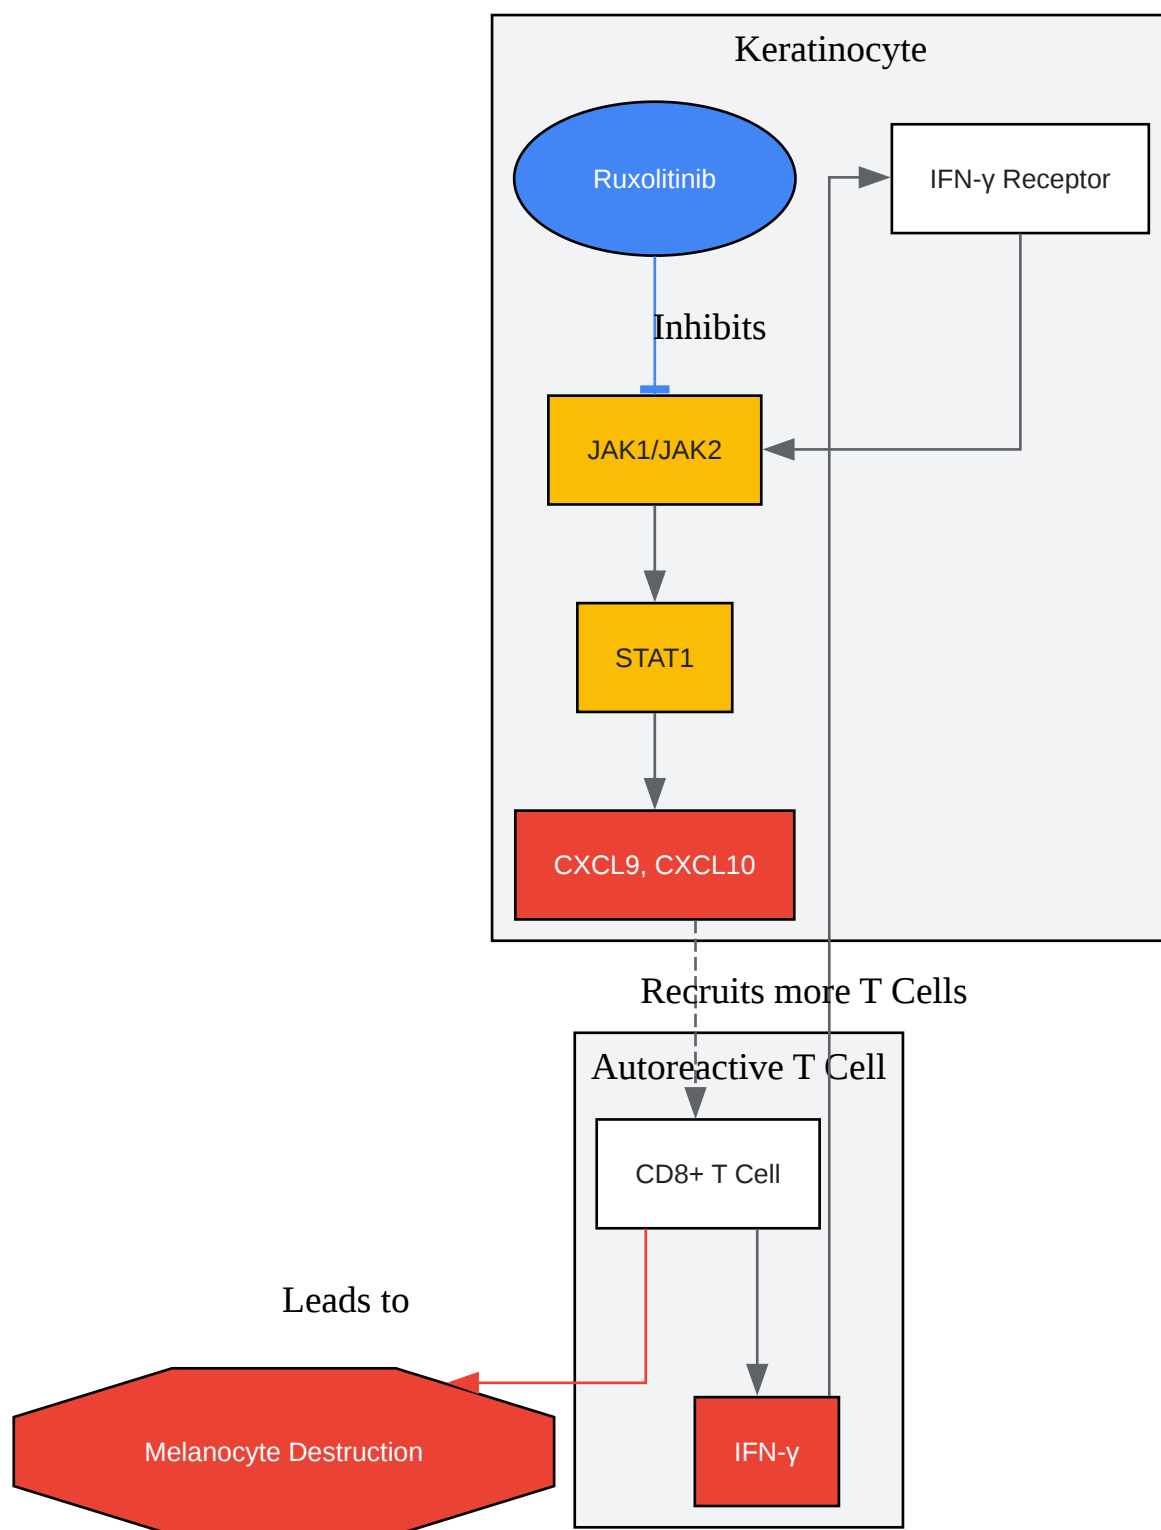 Keratinocyte
Ruxolitinib
IFN-γ Receptor
Inhibits
JAK1/JAK2
STAT1
CXCL9, CXCL10
Recruits more T Cells
Autoreactive T Cell
CD8+ T Cell
Leads to
Melanocyte Destruction
IFN-γ